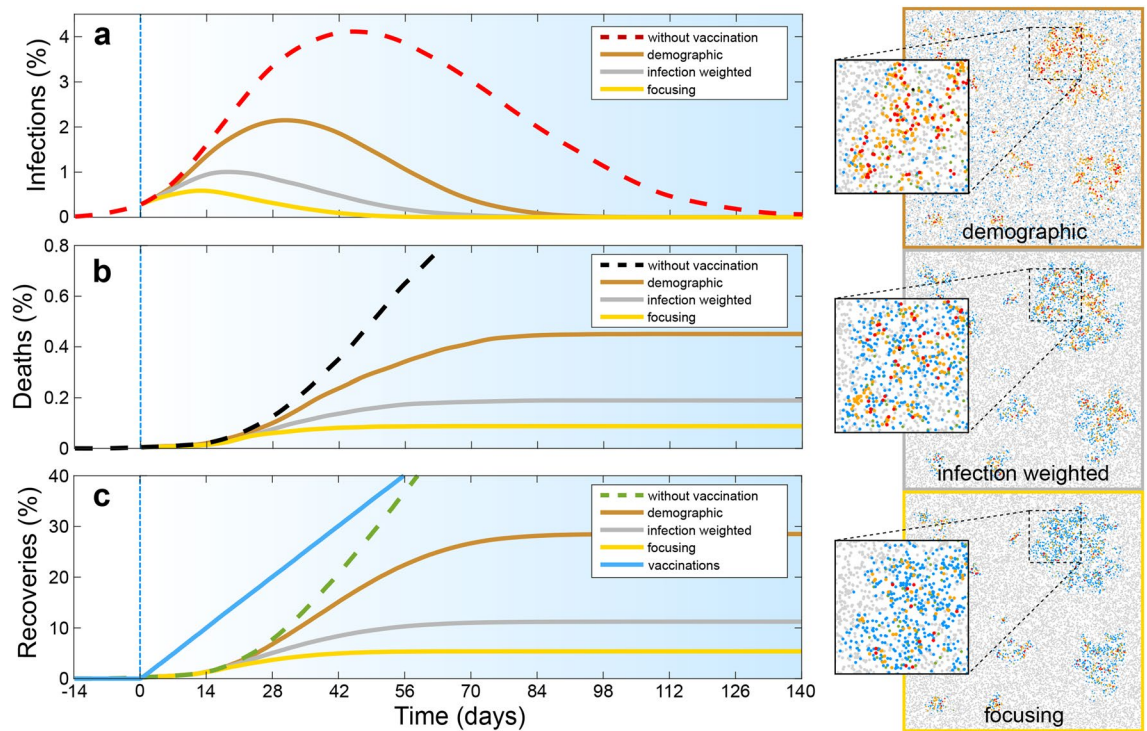 a
Infections (%)
4
3
2
1
0
without vaccination
demographic
infection weighted
focusing
b
Deaths (%)
0.8
0.6
0.4
0.2
0
without vaccination
demographic
infection weighted
focusing
c
Recoveries (%)
40
30
20
10
0
without vaccination
demographic
infection weighted
focusing
vaccinations
-14 0 14 28 42 56 70 84 98 112 126 140
Time (days)
demographic
infection weighted
focusing